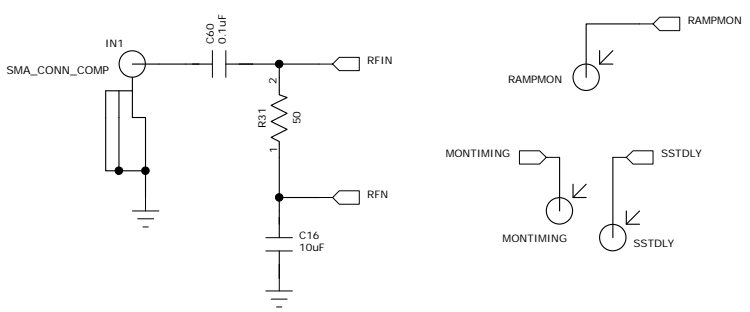 IN1
SMA_CONN_COMP
C60
0.1uF
RFIN
2
R31
50
1
RFN
C16
10uF
RAMPMON
RAMPMON
MONTIMING
SSTDLY
MONTIMING
SSTDLY